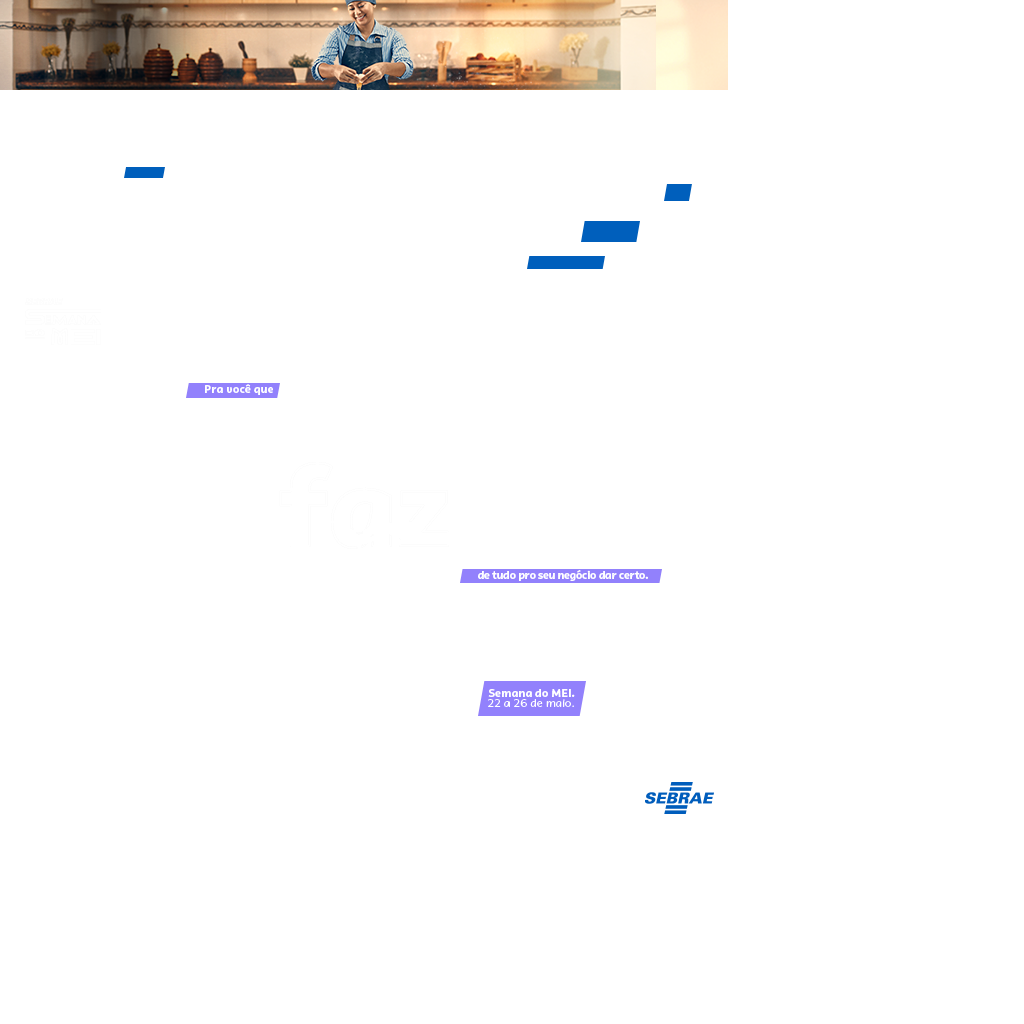 Pra você que
faz
de tudo pro seu negócio dar certo.
Semana do MEI.
22 a 26 de maio.
SEBRAE